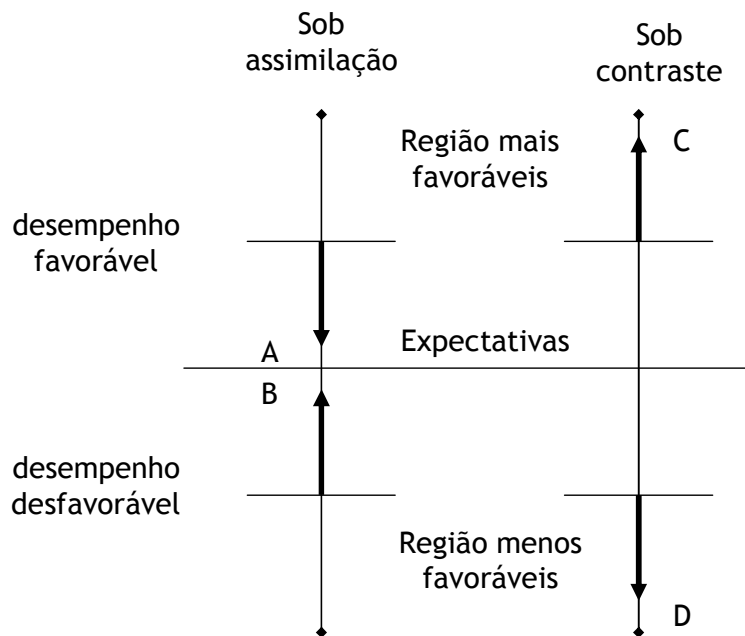 Sob
assimilação
Sob
contraste
Região mais
favoráveis
C
desempenho
favorável
A
Expectativas
B
desempenho
desfavorável
Região menos
favoráveis
D